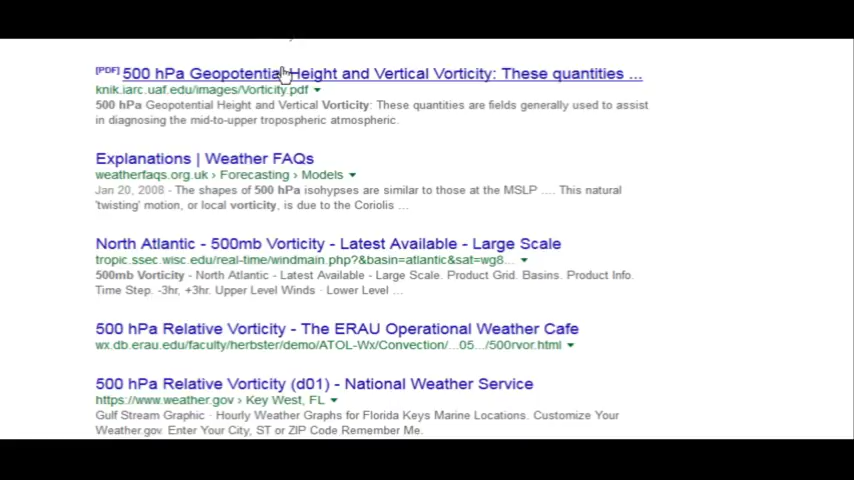 [PDF] 500 hPa Geopotential Height and Vertical Vorticity: These quantities ...
knik.iarc.uaf.edu/images/Vorticity.pdf
500 hPa Geopotential Height and Vertical Vorticity: These quantities are fields generally used to assist
in diagnosing the mid-to-upper tropospheric atmospheric.
Explanations | Weather FAQs
weatherfaqs.org.uk › Forecasting › Models
Jan 20, 2008 - The shapes of 500 hPa isohypses are similar to those at the MSLP .... This natural
'twisting' motion, or local vorticity, is due to the Coriolis ...
North Atlantic - 500mb Vorticity - Latest Available - Large Scale
tropic.ssec.wisc.edu/real-time/windmain.php?&basin=atlantic&sat=wg8...
500mb Vorticity - North Atlantic - Latest Available - Large Scale. Product Grid. Basins. Product Info.
Time Step. -3hr, +3hr. Upper Level Winds · Lower Level ...
500 hPa Relative Vorticity - The ERAU Operational Weather Cafe
wx.db.erau.edu/faculty/herbster/demo/ATOL-Wx/Convection/...05.../500rvor.html
500 hPa Relative Vorticity (d01) - National Weather Service
https://www.weather.gov › Key West, FL
Gulf Stream Graphic · Hourly Weather Graphs for Florida Keys Marine Locations. Customize Your
Weather.gov. Enter Your City, ST or ZIP Code Remember Me.